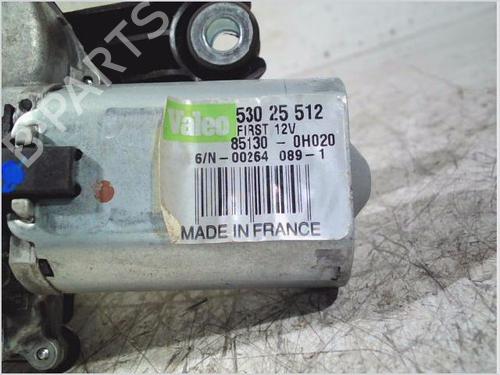 B-PARTS
Valeo 530 25 512
FIRST 12V
85130 - 0H020
6/N-00264 089-1
MADE IN FRANCE